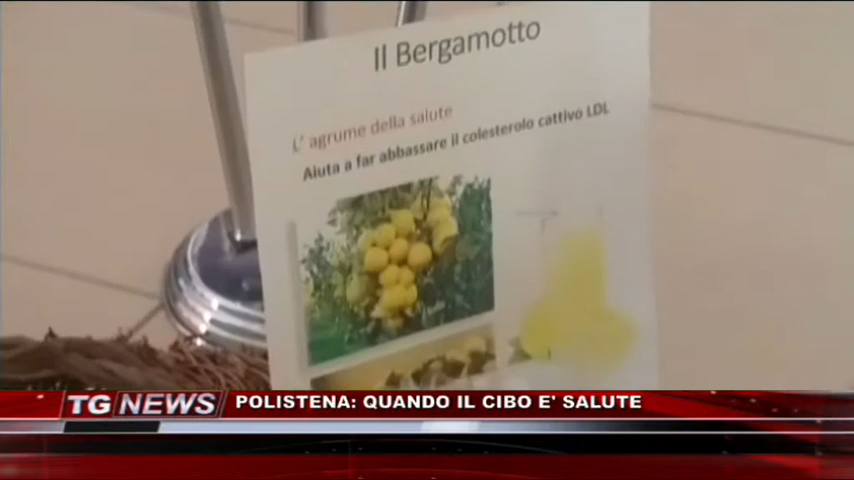 Il Bergamotto
L' agrume della salute
Aiuta a far abbassare il colesterolo cattivo LDL
TG NEWS
POLISTENA: QUANDO IL CIBO E' SALUTE